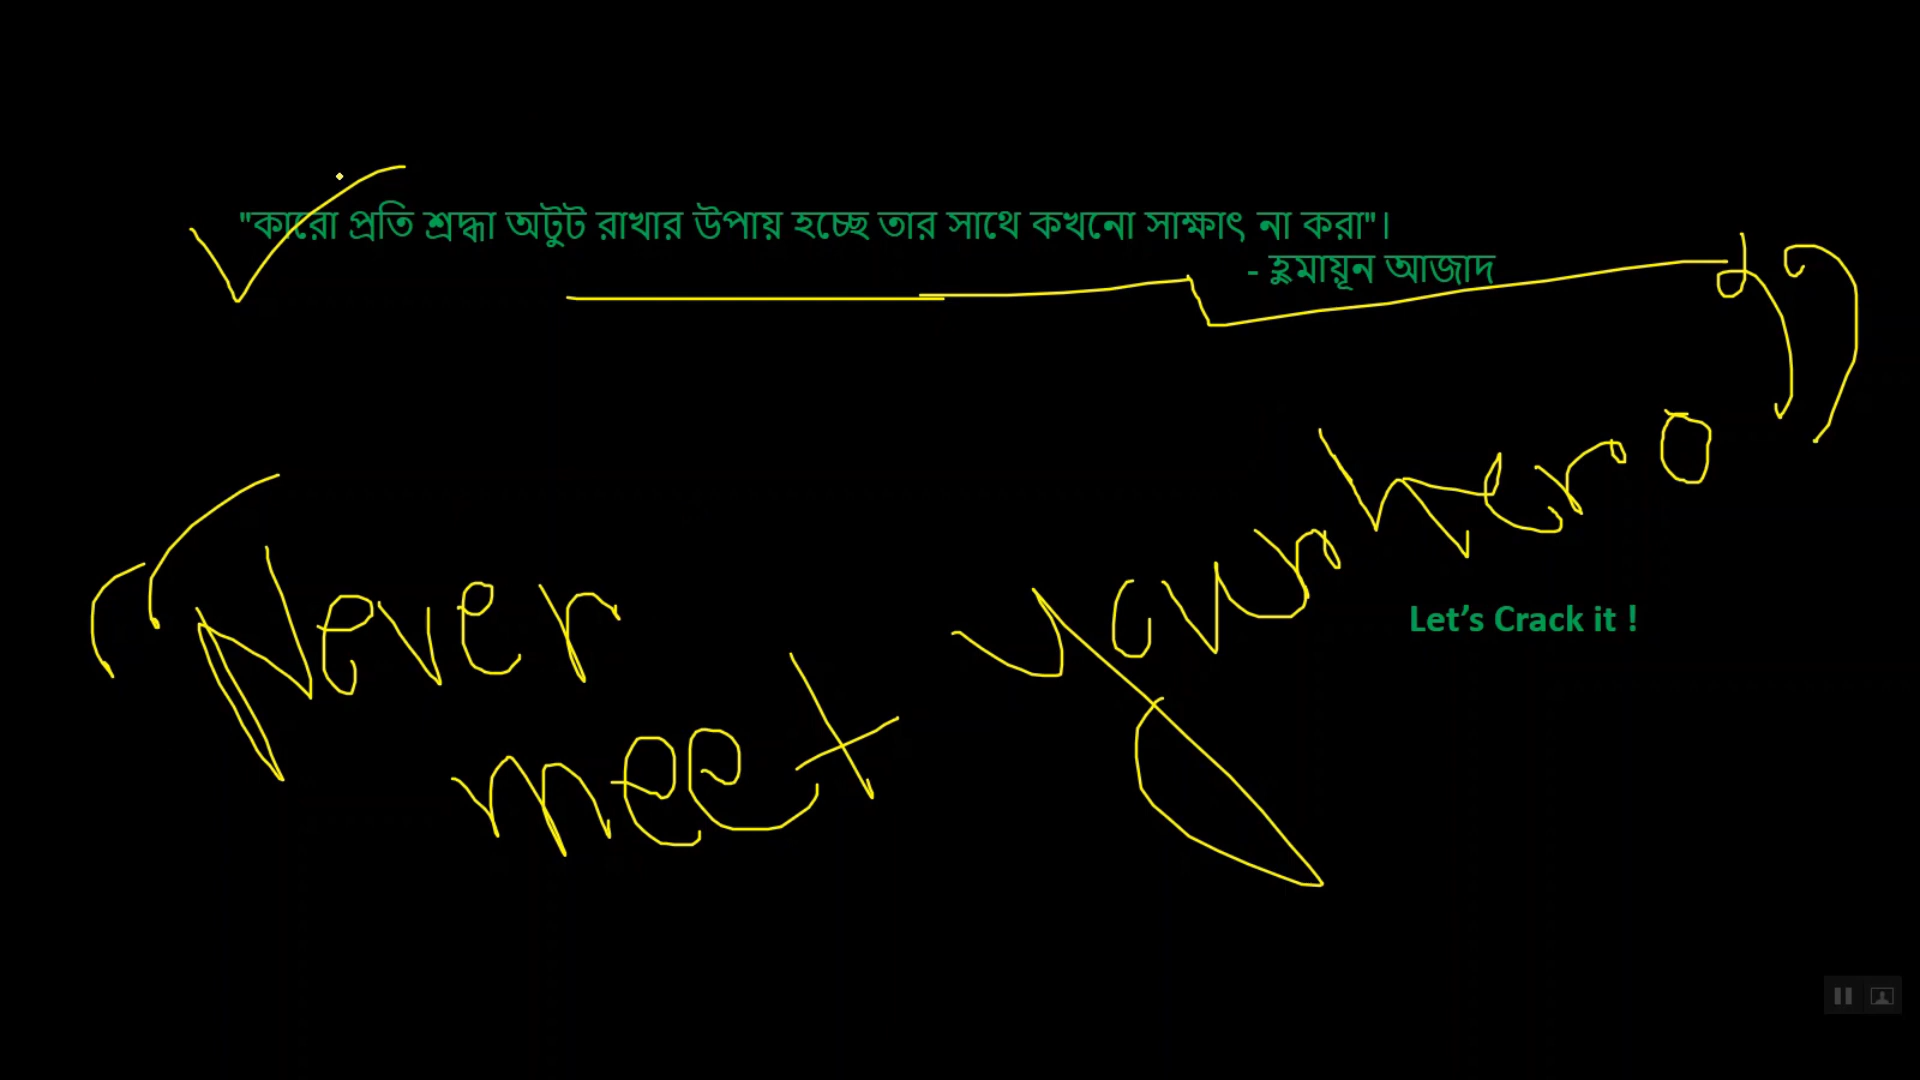 "কারো প্রতি শ্রদ্ধা অটুট রাখার উপায় হচ্ছে তার সাথে কখনো সাক্ষাৎ না করা"।
- হুমায়ূন আজাদ
"Never meet your hero"
Let’s Crack it !